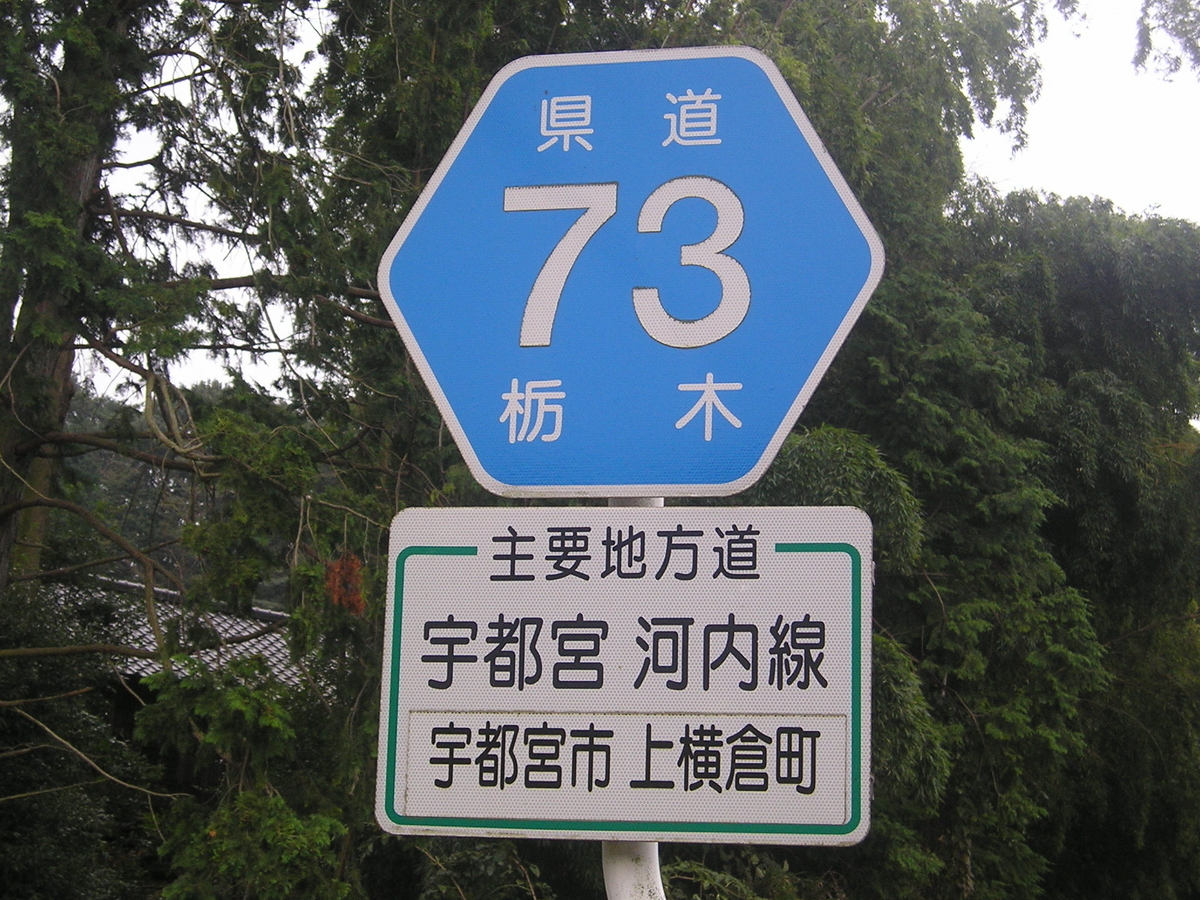 県道
73
栃木
主要地方道
宇都宮 河内線
宇都宮市 上横倉町